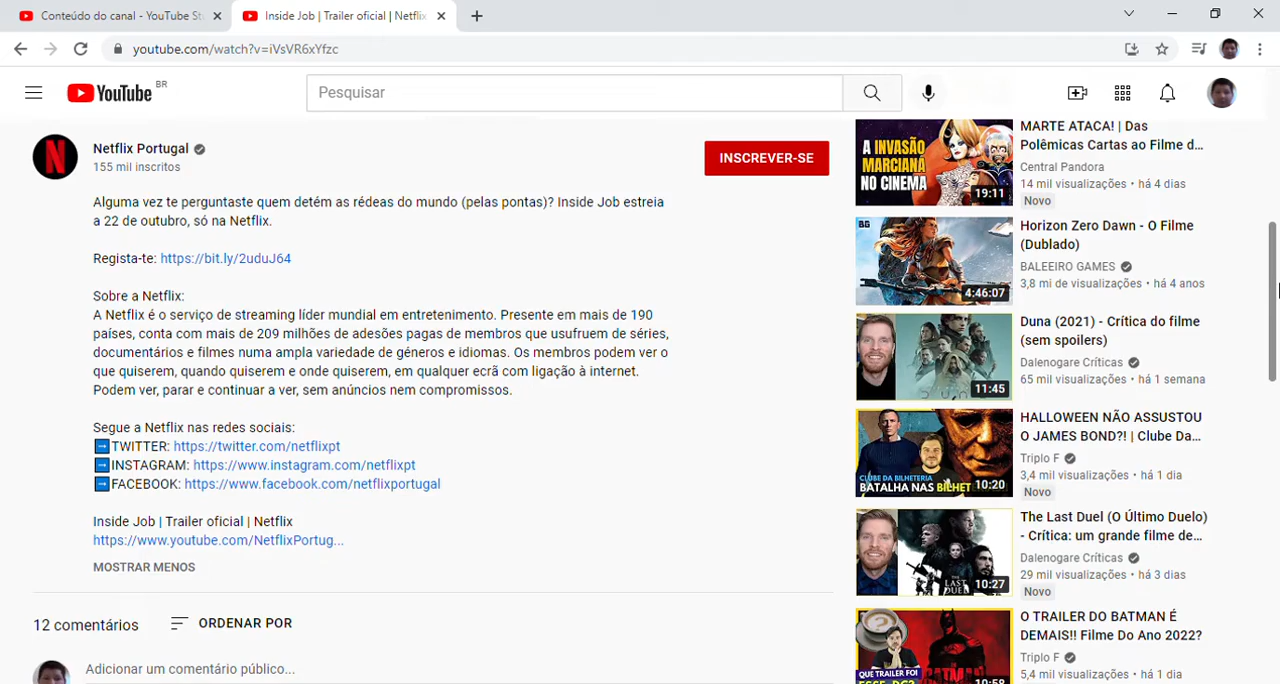 Conteúdo do canal - YouTube St
Inside Job | Trailer oficial | Netflix
youtube.com/watch?v=iVsVR6xYfzc
YouTube BR
Pesquisar
Netflix Portugal
155 mil inscritos
INSCREVER-SE
Alguma vez te perguntaste quem detém as rédeas do mundo (pelas pontas)? Inside Job estreia
a 22 de outubro, só na Netflix.
Regista-te: https://bit.ly/2uduJ64
Sobre a Netflix:
A Netflix é o serviço de streaming líder mundial em entretenimento. Presente em mais de 190
países, conta com mais de 209 milhões de adesões pagas de membros que usufruem de séries,
documentários e filmes numa ampla variedade de géneros e idiomas. Os membros podem ver o
que quiserem, quando quiserem e onde quiserem, em qualquer ecrã com ligação à internet.
Podem ver, parar e continuar a ver, sem anúncios nem compromissos.
Segue a Netflix nas redes sociais:
➡TWITTER: https://twitter.com/netflixpt
➡INSTAGRAM: https://www.instagram.com/netflixpt
➡FACEBOOK: https://www.facebook.com/netflixportugal
Inside Job | Trailer oficial | Netflix
https://www.youtube.com/NetflixPortug...
MOSTRAR MENOS
12 comentários
ORDENAR POR
Adicionar um comentário público...
A INVASÃO
MARCIANA
NO CINEMA
19:11
MARTE ATACA! | Das
Polêmicas Cartas ao Filme d...
Central Pandora
14 mil visualizações • há 4 dias
Novo
BG
4:46:07
Horizon Zero Dawn - O Filme
(Dublado)
BALEEIRO GAMES
3,8 mi de visualizações • há 4 anos
11:45
Duna (2021) - Crítica do filme
(sem spoilers)
Dalenogare Críticas
65 mil visualizações • há 1 semana
CLUBE DA BILHETERIA
BATALHA NAS BILHET
10:20
HALLOWEEN NÃO ASSUSTOU
O JAMES BOND?! | Clube Da...
Triplo F
3,4 mil visualizações • há 1 dia
Novo
THE LAST DUEL
10:27
The Last Duel (O Último Duelo)
- Crítica: um grande filme de...
Dalenogare Críticas
29 mil visualizações • há 3 dias
Novo
QUE TRAILER FOI
ESSE, DC?
BATMAN
10:58
O TRAILER DO BATMAN É
DEMAIS!! Filme Do Ano 2022?
Triplo F
5,4 mil visualizações • há 1 dia